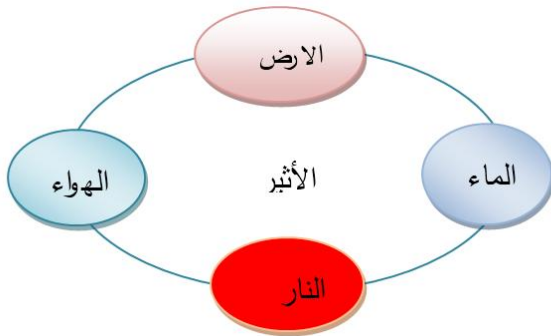 الارض
الهواء
الأثير
الماء
النار